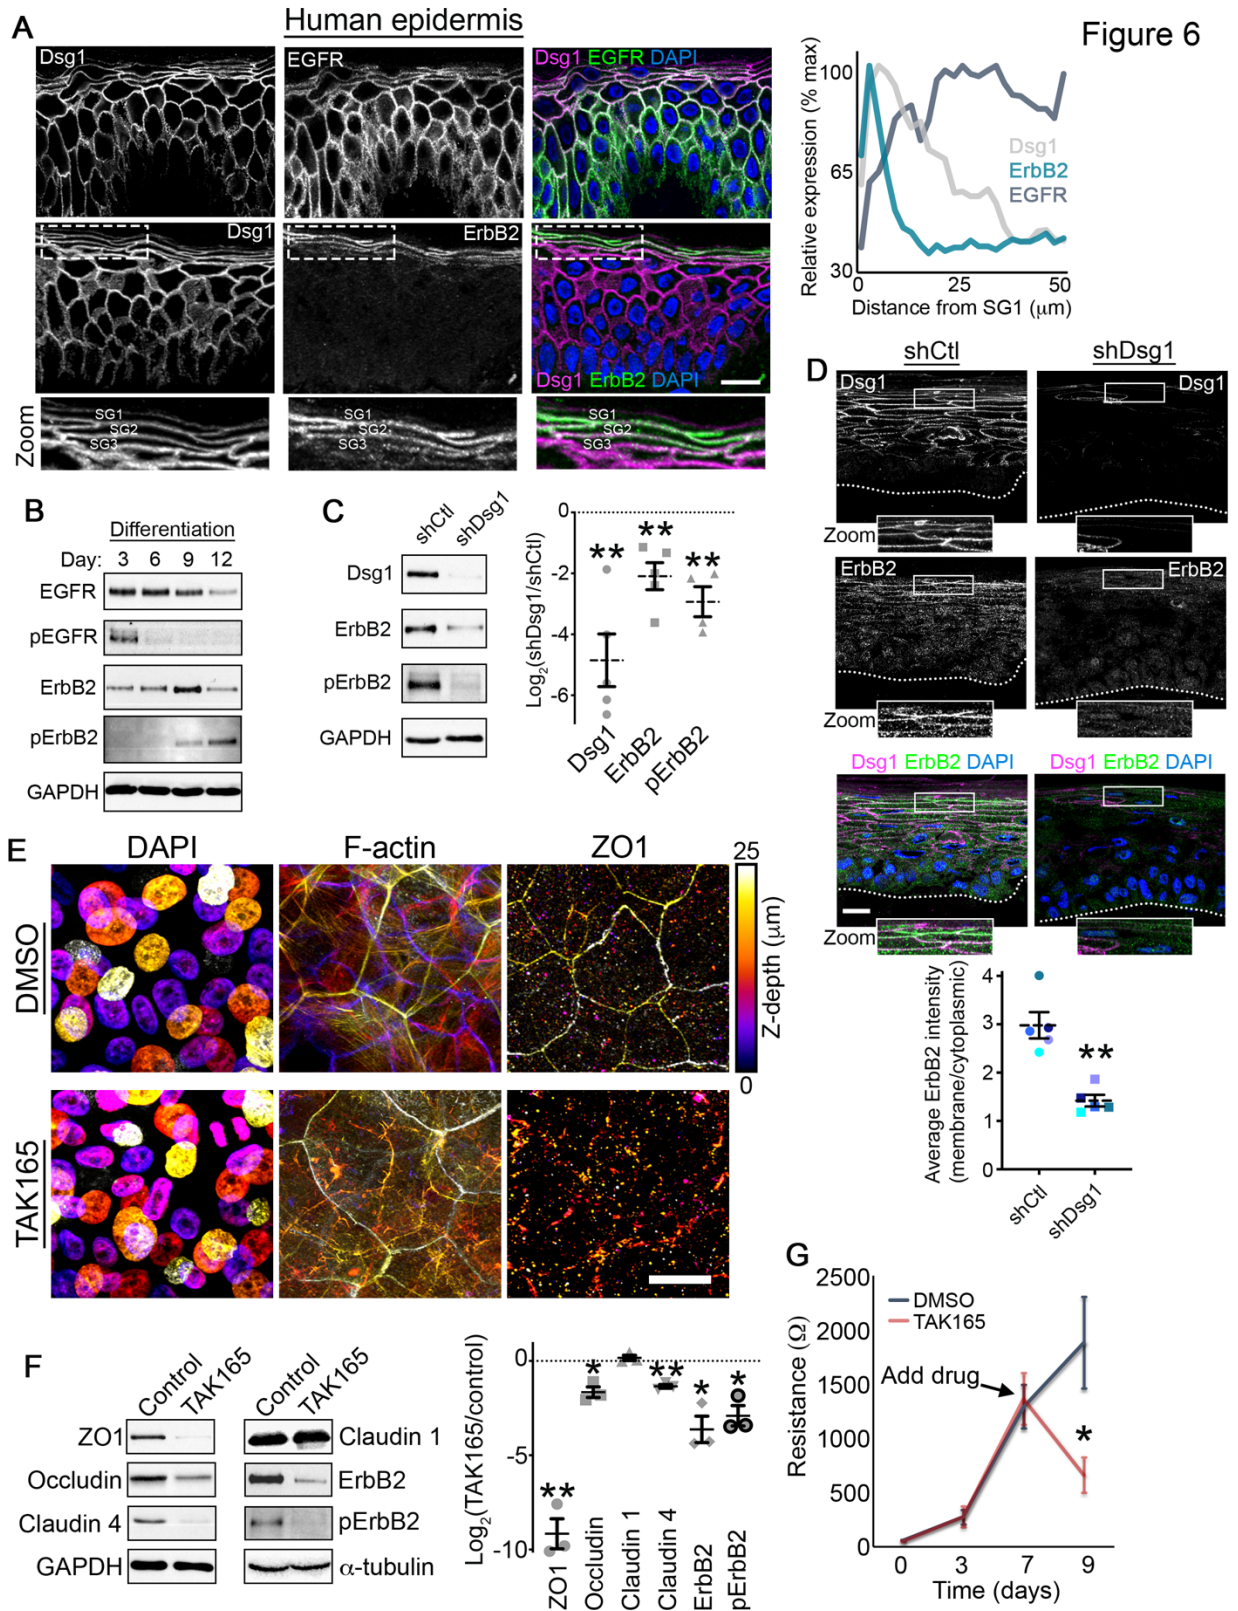 Figure 6
A
Human epidermis
Dsg1
EGFR
Dsg1 EGFR DAPI
Dsg1
ErbB2
Dsg1 ErbB2 DAPI
Zoom
SG1
SG2
SG3
SG1
SG2
SG3
SG1
SG2
SG3
Relative expression (% max)
100
65
30
Dsg1
ErbB2
EGFR
0
25
50
Distance from SG1 (μm)
B
Differentiation
Day: 3 6 9 12
EGFR
pEGFR
ErbB2
pErbB2
GAPDH
C
shCtl
shDsg1
Dsg1
ErbB2
pErbB2
GAPDH
Log2(shDsg1/shCtl)
0
-2
-4
-6
**
**
**
Dsg1
ErbB2
pErbB2
D
shCtl
shDsg1
Dsg1
Dsg1
Zoom
ErbB2
ErbB2
Zoom
Dsg1 ErbB2 DAPI
Dsg1 ErbB2 DAPI
Zoom
Average ErbB2 intensity
(membrane/cytoplasmic)
4
3
2
1
0
**
shCtl
shDsg1
E
DAPI
F-actin
ZO1
DMSO
TAK165
25
Z-depth (μm)
0
F
Control
TAK165
ZO1
Occludin
Claudin 4
GAPDH
Control
TAK165
Claudin 1
ErbB2
pErbB2
α-tubulin
Log2(TAK165/control)
0
-5
-10
**
*
**
*
*
ZO1
Occludin
Claudin 1
Claudin 4
ErbB2
pErbB2
G
Resistance (Ω)
2500
2000
1500
1000
500
0
DMSO
TAK165
Add drug
*
0
3
7
9
Time (days)